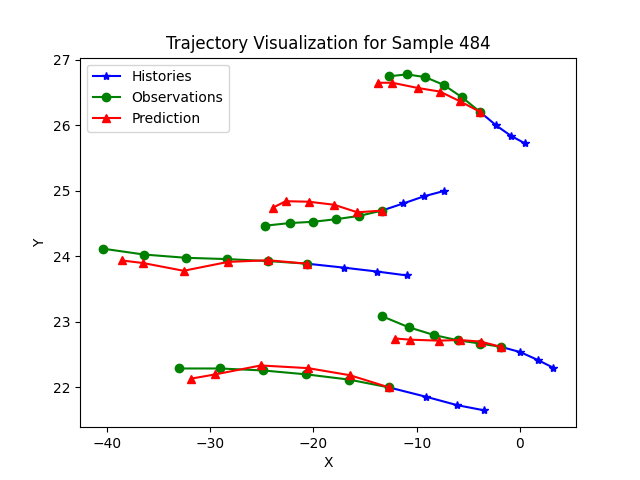 Trajectory Visualization for Sample 484
Histories
Observations
Prediction
27
26
25
24
23
22
Y
−40
−30
−20
−10
0
X